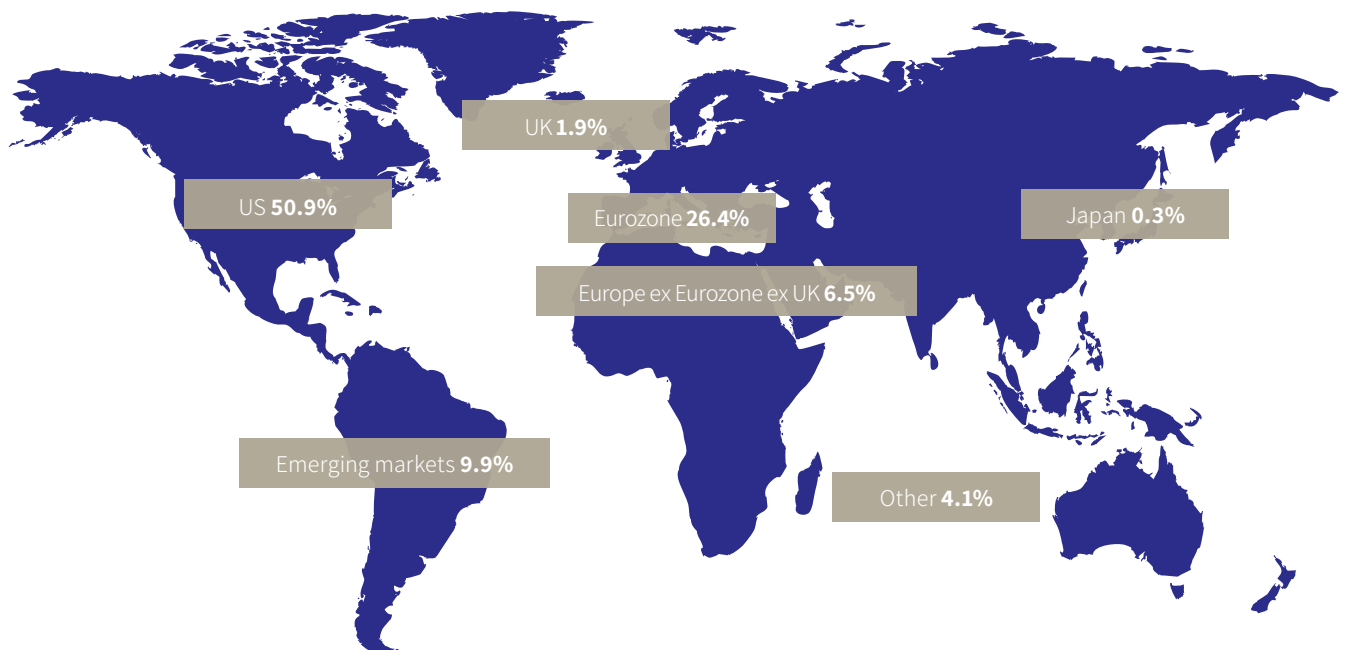 UK 1.9%
US 50.9%
Eurozone 26.4%
Japan 0.3%
Europe ex Eurozone ex UK 6.5%
Emerging markets 9.9%
Other 4.1%